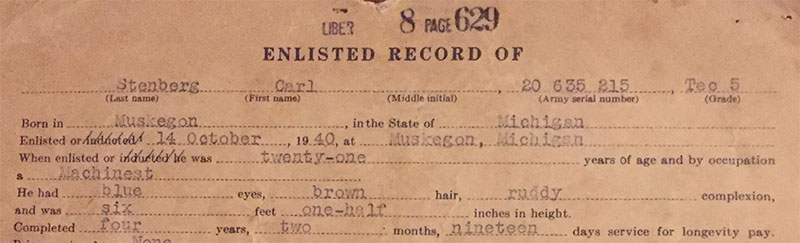 LIBER 8 PAGE 629
ENLISTED RECORD OF
Stenberg Carl , 20 635 215 , Tec 5
(Last name) (First name) (Middle initial) (Army serial number) (Grade)
Born in Muskegon , in the State of Michigan
Enlisted or inducted 14 October , 1940, at Muskegon, Michigan
When enlisted or inducted he was twenty-one years of age and by occupation
a Machinest
He had blue eyes, brown hair, ruddy complexion,
and was six feet one-half inches in height.
Completed four years, two months, nineteen days service for longevity pay.
None